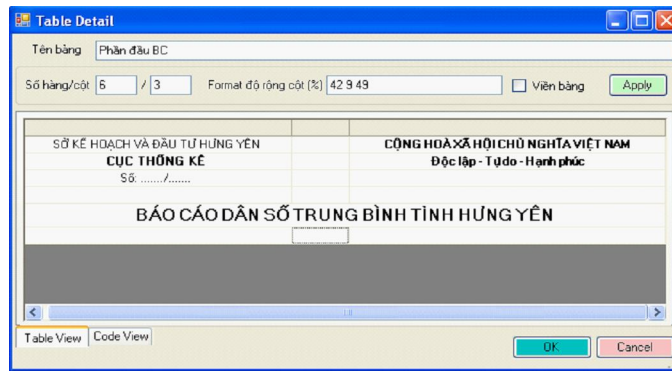 Table Detail
Tên bảng Phần đầu BC
Số hàng/cột 6 / 3 Format độ rộng cột (%) 42 9 49 Viền bảng Apply
SỞ KẾ HOẠCH VÀ ĐẦU TƯ HƯNG YÊN CỘNG HOÀ XÃ HỘI CHỦ NGHĨA VIỆT NAM
CỤC THỐNG KÊ Độc lập - Tự do - Hạnh phúc
Số: ......./.......
BÁO CÁO DÂN SỐ TRUNG BÌNH TỈNH HƯNG YÊN
Table View Code View
OK Cancel